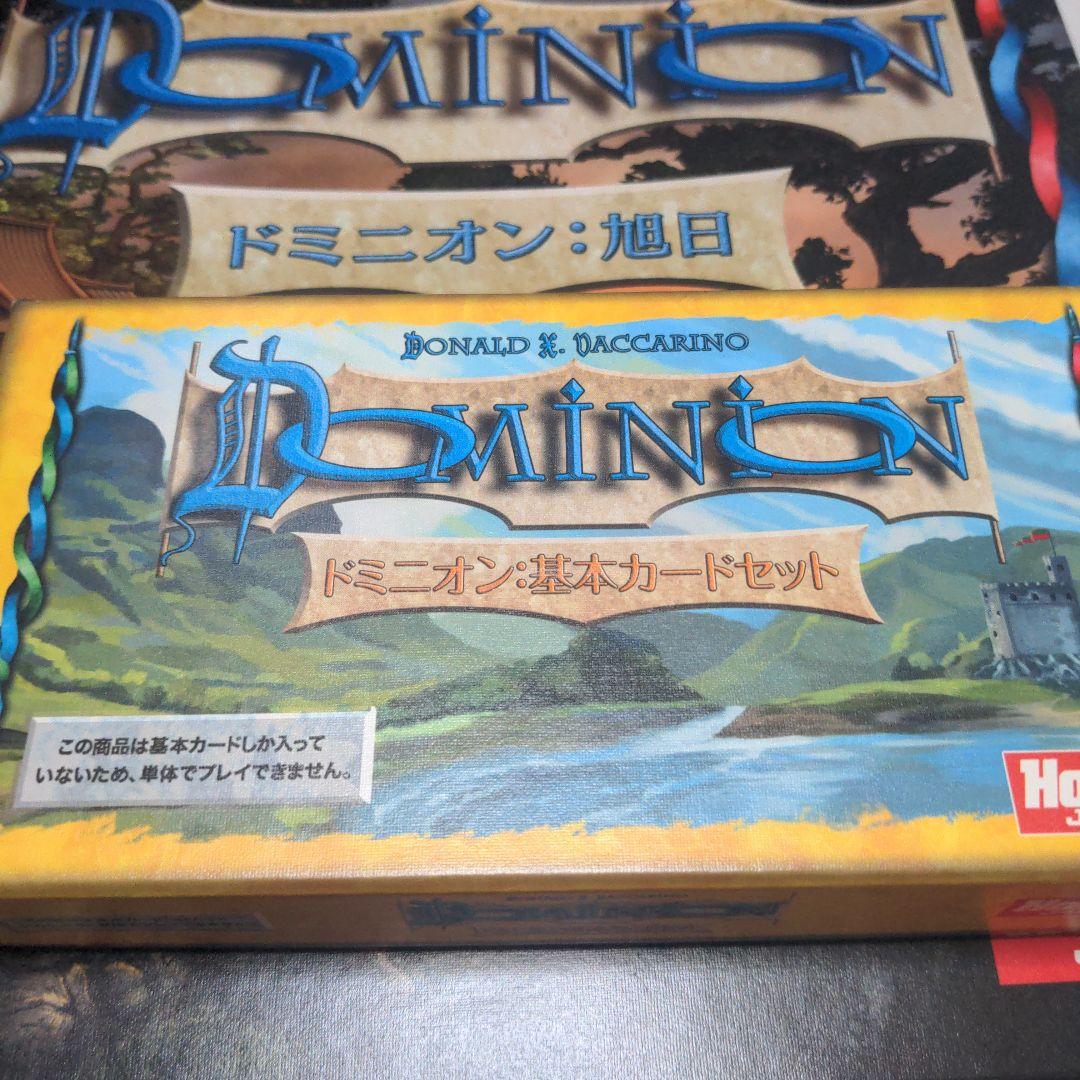 DOMINION
ドミニオン:旭日
DONALD X. VACCARINO
DOMINION
ドミニオン:基本カードセット
この商品は基本カードしか入って
いないため、単体でプレイできません。